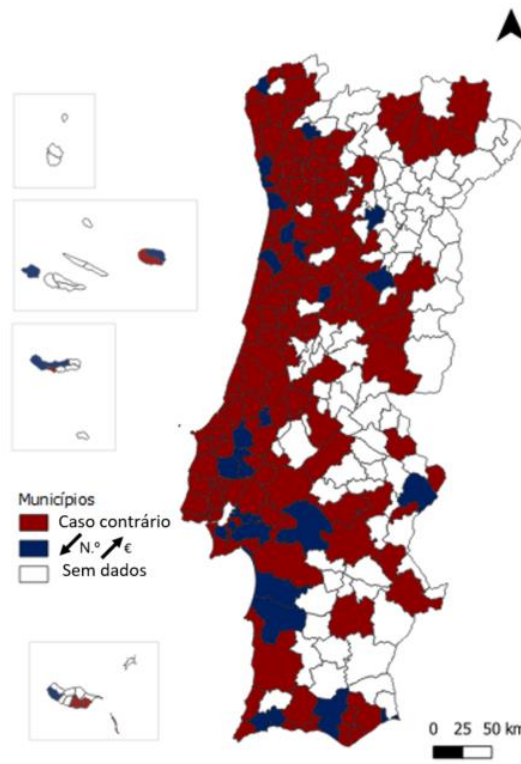 Municípios
Caso contrário
N.º €
Sem dados
0 25 50 km